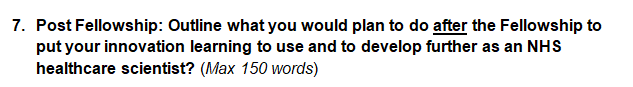 7. Post Fellowship: Outline what you would plan to do after the Fellowship to
put your innovation learning to use and to develop further as an NHS
healthcare scientist? (Max 150 words)